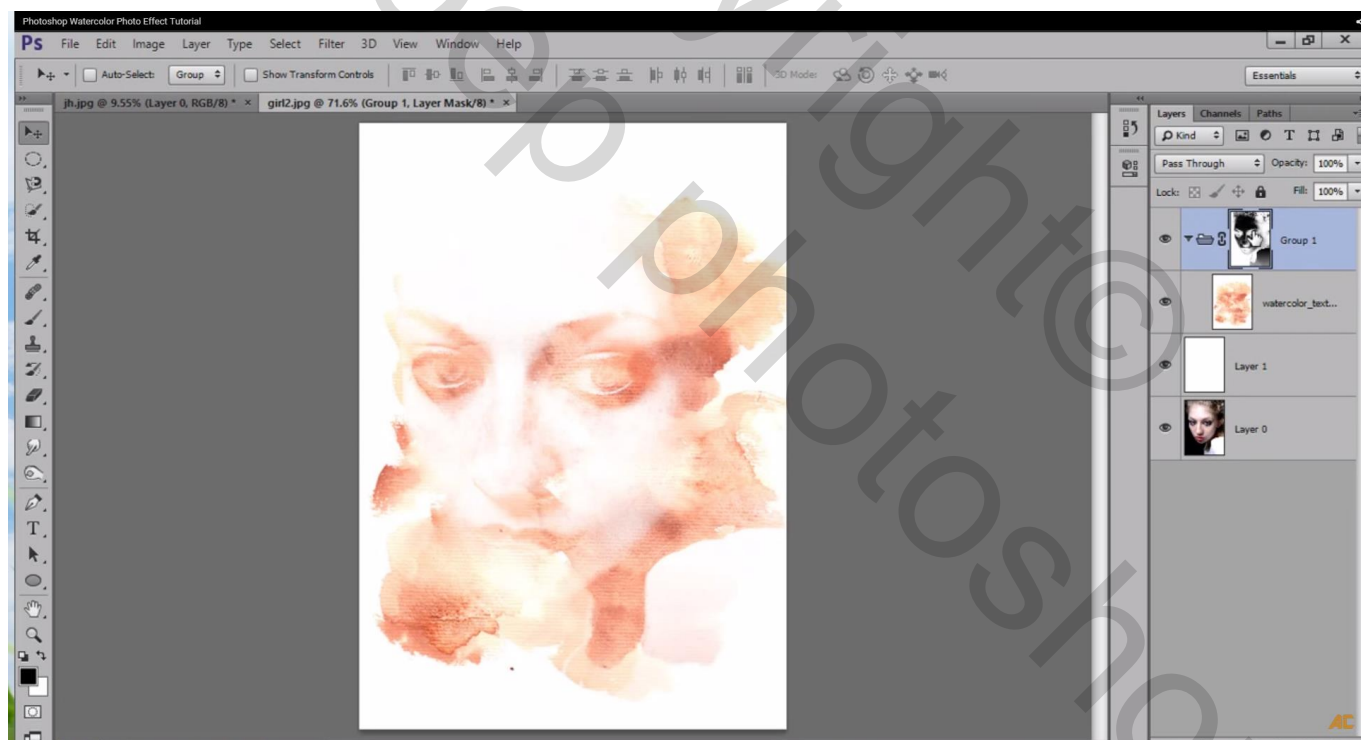 Photoshop Watercolor Photo Effect Tutorial
Ps File Edit Image Layer Type Select Filter 3D View Window Help
Auto-Select: Group Show Transform Controls 3D Mode: Essentials
jh.jpg @ 9.55% (Layer 0, RGB/8) * × girl2.jpg @ 71.6% (Group 1, Layer Mask/8) * ×
Layers Channels Paths
Kind
Pass Through Opacity: 100%
Lock: Fill: 100%
Group 1
watercolor_text...
Layer 1
Layer 0
AC